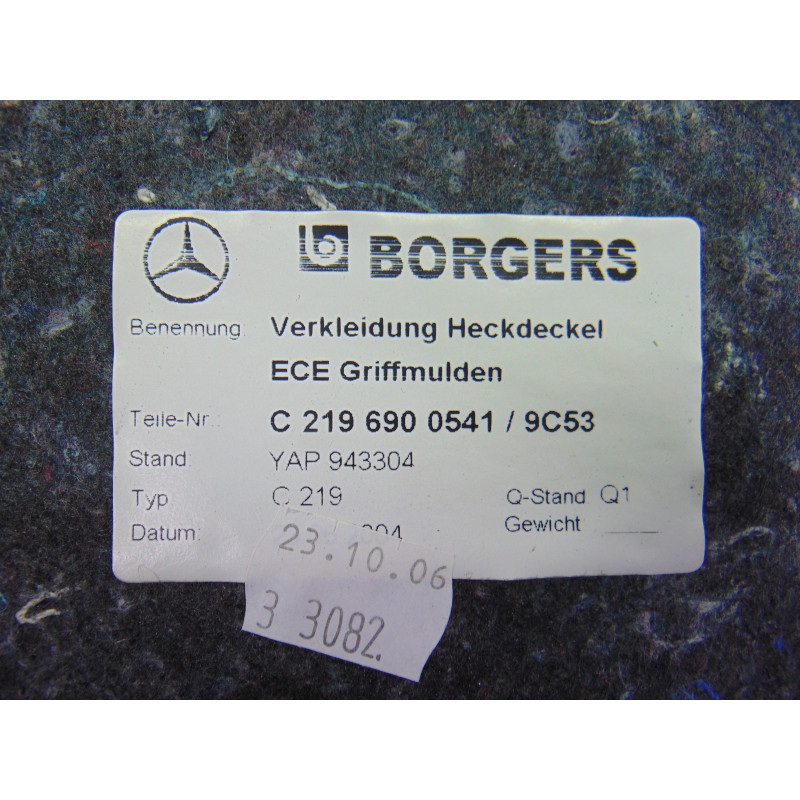 BORGERS
Benennung: Verkleidung Heckdeckel
ECE Griffmulden
Teile-Nr.: C 219 690 0541 / 9C53
Stand: YAP 943304
Typ C 219 Q-Stand Q1
Datum: Gewicht
23.10.06
3 3082.